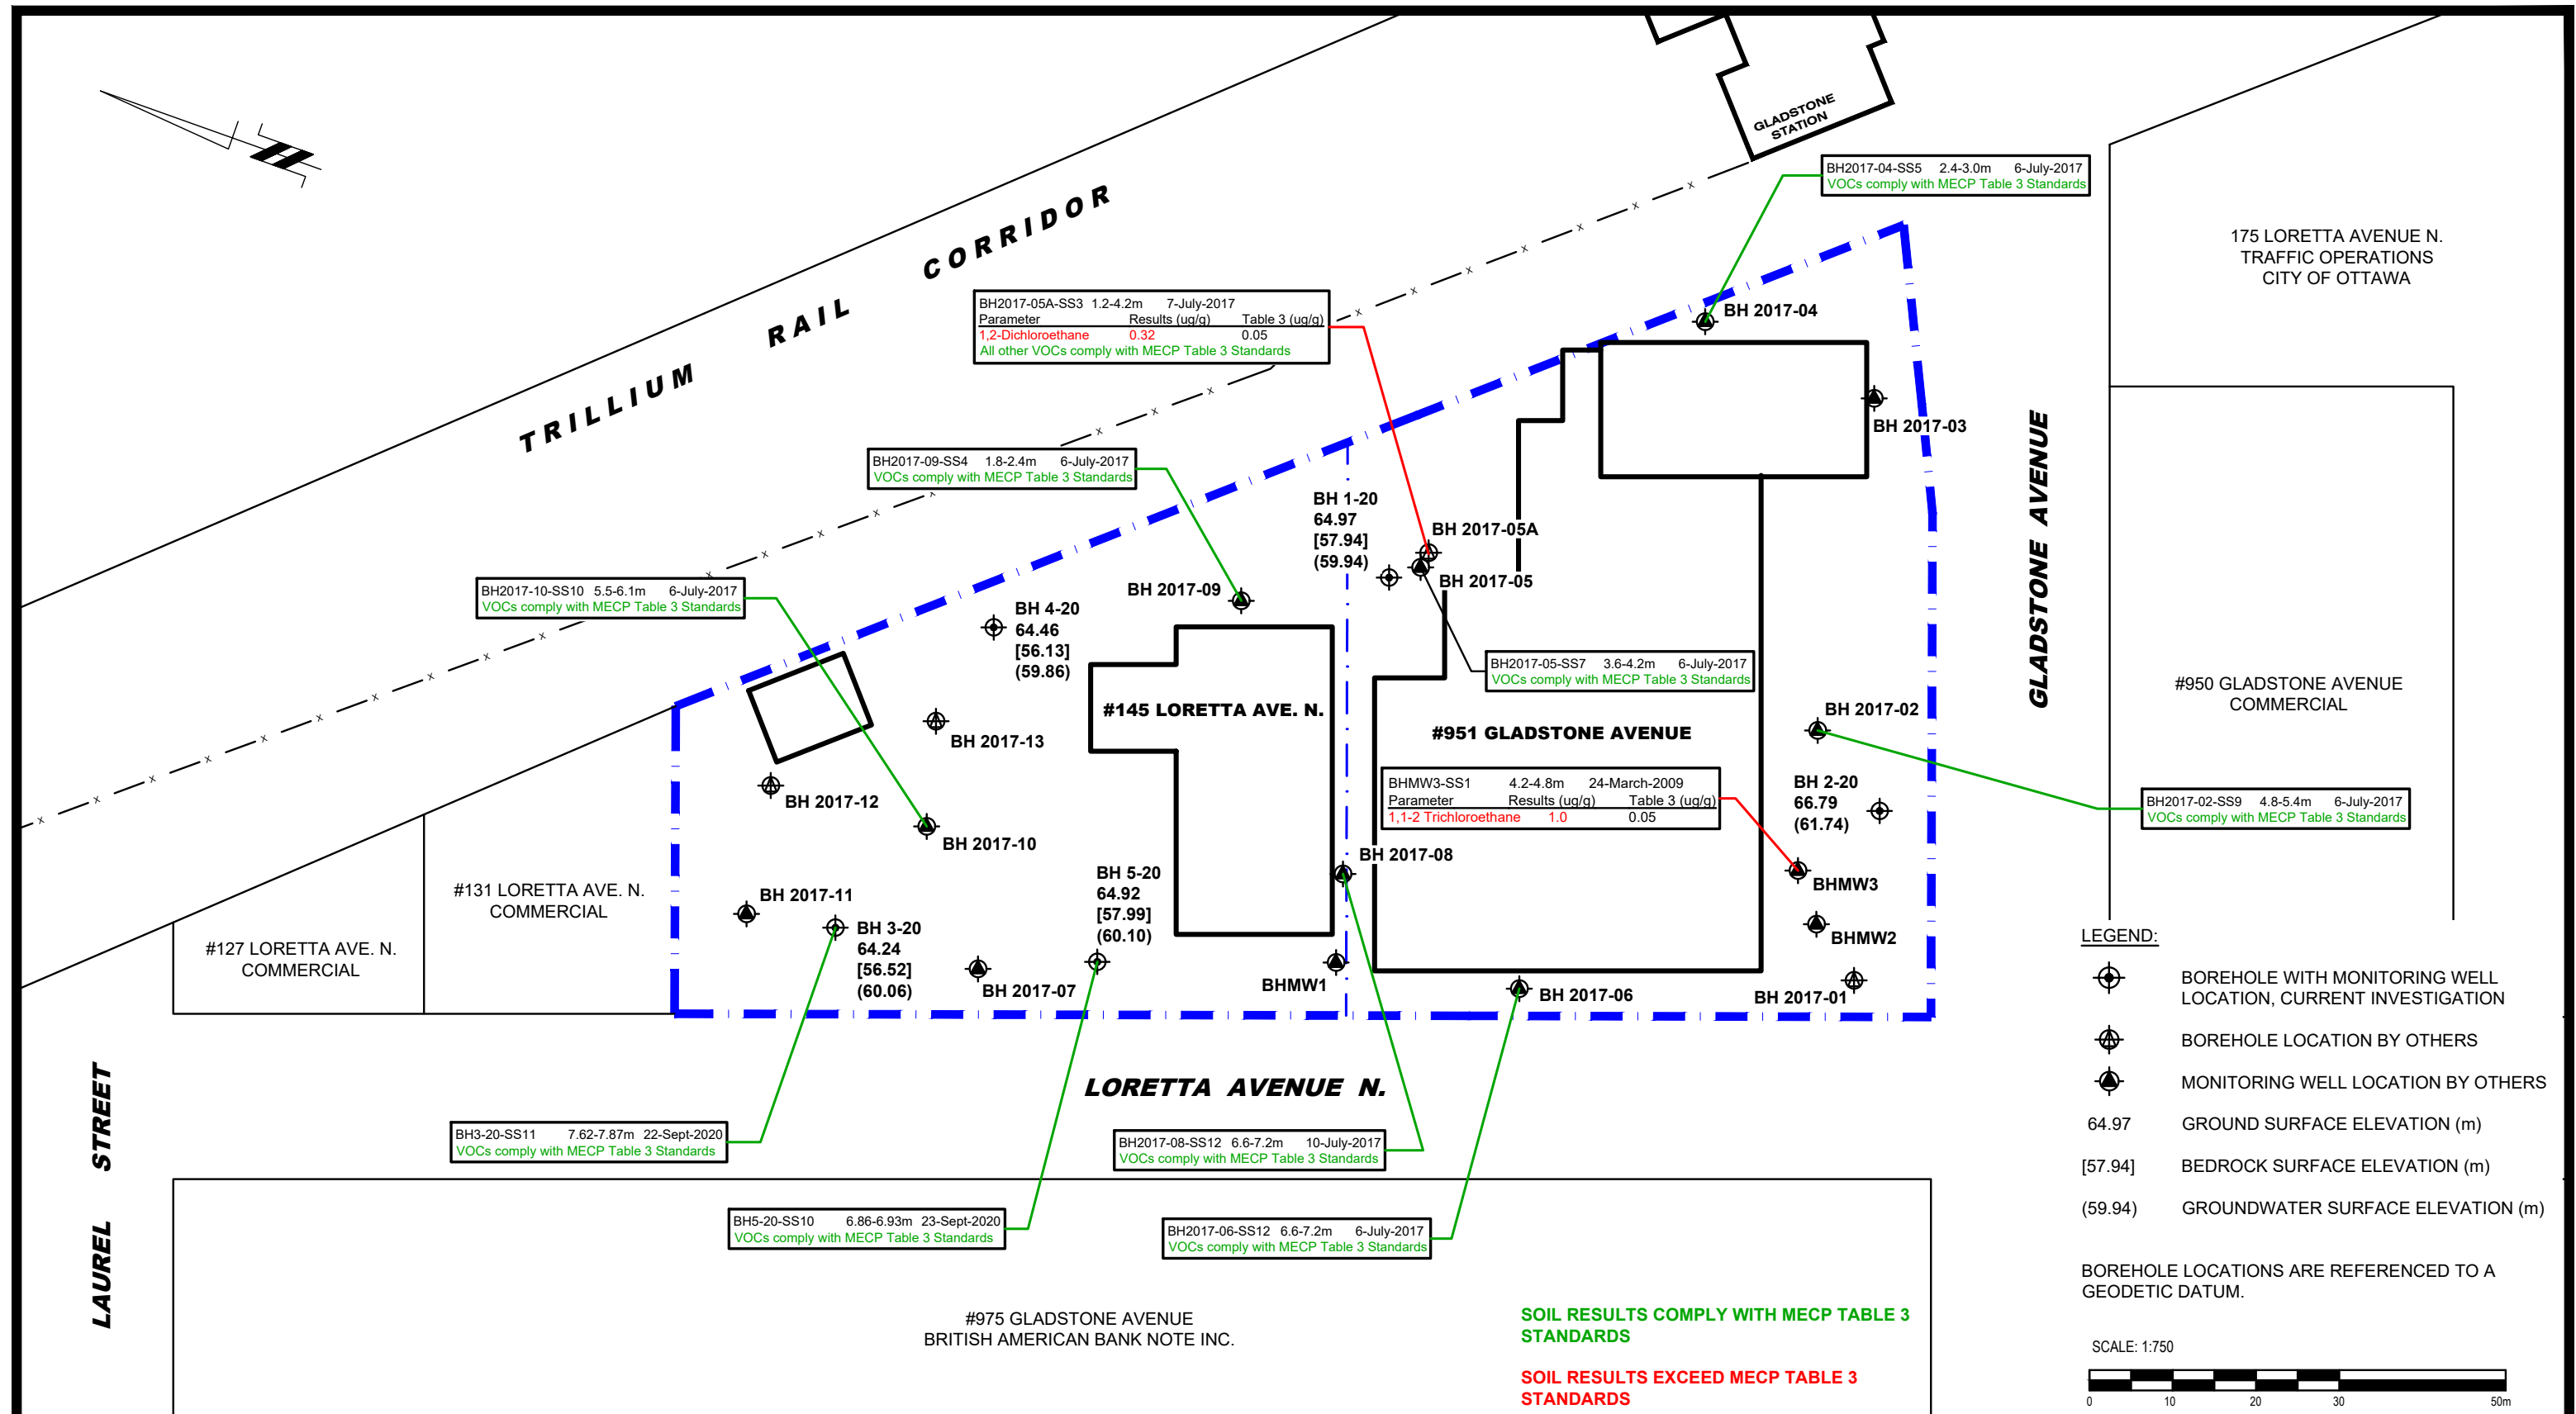 GLADSTONE
STATION
BH2017-04-SS5 2.4-3.0m 6-July-2017
VOCs comply with MECP Table 3 Standards
175 LORETTA AVENUE N.
TRAFFIC OPERATIONS
CITY OF OTTAWA
TRILLIUM RAIL CORRIDOR
BH2017-05A-SS3 1.2-4.2m 7-July-2017
Parameter Results (ug/g) Table 3 (ug/g)
1,2-Dichloroethane 0.32 0.05
All other VOCs comply with MECP Table 3 Standards
BH 2017-04
BH 2017-03
GLADSTONE AVENUE
BH2017-09-SS4 1.8-2.4m 6-July-2017
VOCs comply with MECP Table 3 Standards
BH 1-20
64.97
[57.94]
(59.94)
BH 2017-05A
BH 2017-05
BH 2017-09
BH2017-10-SS10 5.5-6.1m 6-July-2017
VOCs comply with MECP Table 3 Standards
BH 4-20
64.46
[56.13]
(59.86)
BH2017-05-SS7 3.6-4.2m 6-July-2017
VOCs comply with MECP Table 3 Standards
#145 LORETTA AVE. N.
#951 GLADSTONE AVENUE
BH 2017-02
#950 GLADSTONE AVENUE
COMMERCIAL
BH 2017-13
BH 2017-12
BH 2017-10
BHMW3-SS1 4.2-4.8m 24-March-2009
Parameter Results (ug/g) Table 3 (ug/g)
1,1-2 Trichloroethane 1.0 0.05
BH 2-20
66.79
(61.74)
BH2017-02-SS9 4.8-5.4m 6-July-2017
VOCs comply with MECP Table 3 Standards
BH 2017-08
BHMW3
BHMW2
BH 2017-01
#131 LORETTA AVE. N.
COMMERCIAL
#127 LORETTA AVE. N.
COMMERCIAL
BH 2017-11
BH 3-20
64.24
[56.52]
(60.06)
BH 5-20
64.92
[57.99]
(60.10)
BH 2017-07
BHMW1
BH 2017-06
LEGEND:
BOREHOLE WITH MONITORING WELL
LOCATION, CURRENT INVESTIGATION
BOREHOLE LOCATION BY OTHERS
MONITORING WELL LOCATION BY OTHERS
64.97 GROUND SURFACE ELEVATION (m)
[57.94] BEDROCK SURFACE ELEVATION (m)
(59.94) GROUNDWATER SURFACE ELEVATION (m)
BOREHOLE LOCATIONS ARE REFERENCED TO A
GEODETIC DATUM.
SCALE: 1:750
0 10 20 30 50m
LORETTA AVENUE N.
LAUREL STREET
BH3-20-SS11 7.62-7.87m 22-Sept-2020
VOCs comply with MECP Table 3 Standards
BH2017-08-SS12 6.6-7.2m 10-July-2017
VOCs comply with MECP Table 3 Standards
BH5-20-SS10 6.86-6.93m 23-Sept-2020
VOCs comply with MECP Table 3 Standards
BH2017-06-SS12 6.6-7.2m 6-July-2017
VOCs comply with MECP Table 3 Standards
#975 GLADSTONE AVENUE
BRITISH AMERICAN BANK NOTE INC.
SOIL RESULTS COMPLY WITH MECP TABLE 3
STANDARDS
SOIL RESULTS EXCEED MECP TABLE 3
STANDARDS